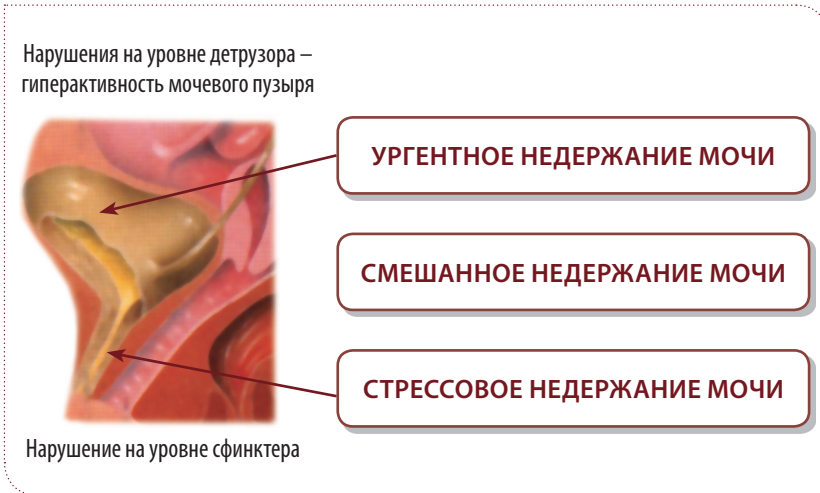 Нарушения на уровне детрузора –
гиперактивность мочевого пузыря
УРГЕНТНОЕ НЕДЕРЖАНИЕ МОЧИ
СМЕШАННОЕ НЕДЕРЖАНИЕ МОЧИ
СТРЕССОВОЕ НЕДЕРЖАНИЕ МОЧИ
Нарушение на уровне сфинктера